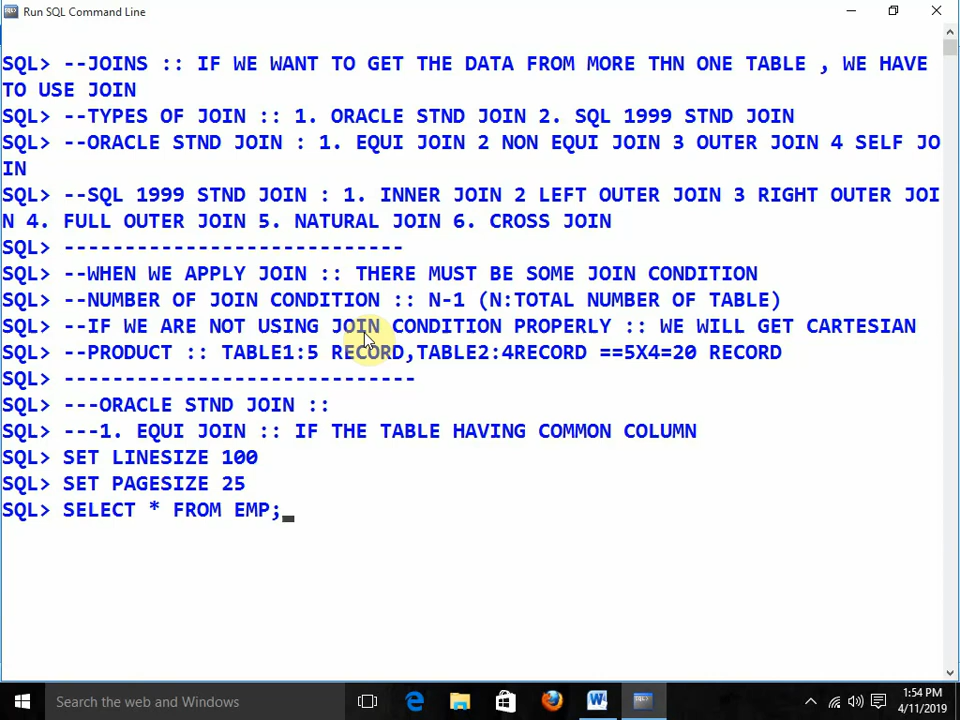 Run SQL Command Line
SQL> --JOINS :: IF WE WANT TO GET THE DATA FROM MORE THN ONE TABLE , WE HAVE
TO USE JOIN
SQL> --TYPES OF JOIN :: 1. ORACLE STND JOIN 2. SQL 1999 STND JOIN
SQL> --ORACLE STND JOIN : 1. EQUI JOIN 2 NON EQUI JOIN 3 OUTER JOIN 4 SELF JO
IN
SQL> --SQL 1999 STND JOIN : 1. INNER JOIN 2 LEFT OUTER JOIN 3 RIGHT OUTER JOI
N 4. FULL OUTER JOIN 5. NATURAL JOIN 6. CROSS JOIN
SQL> ----------------------------
SQL> --WHEN WE APPLY JOIN :: THERE MUST BE SOME JOIN CONDITION
SQL> --NUMBER OF JOIN CONDITION :: N-1 (N:TOTAL NUMBER OF TABLE)
SQL> --IF WE ARE NOT USING JOIN CONDITION PROPERLY :: WE WILL GET CARTESIAN
SQL> --PRODUCT :: TABLE1:5 RECORD,TABLE2:4RECORD ==5X4=20 RECORD
SQL> -----------------------------
SQL> ---ORACLE STND JOIN ::
SQL> ---1. EQUI JOIN :: IF THE TABLE HAVING COMMON COLUMN
SQL> SET LINESIZE 100
SQL> SET PAGESIZE 25
SQL> SELECT * FROM EMP;
Search the web and Windows
1:54 PM
4/11/2019